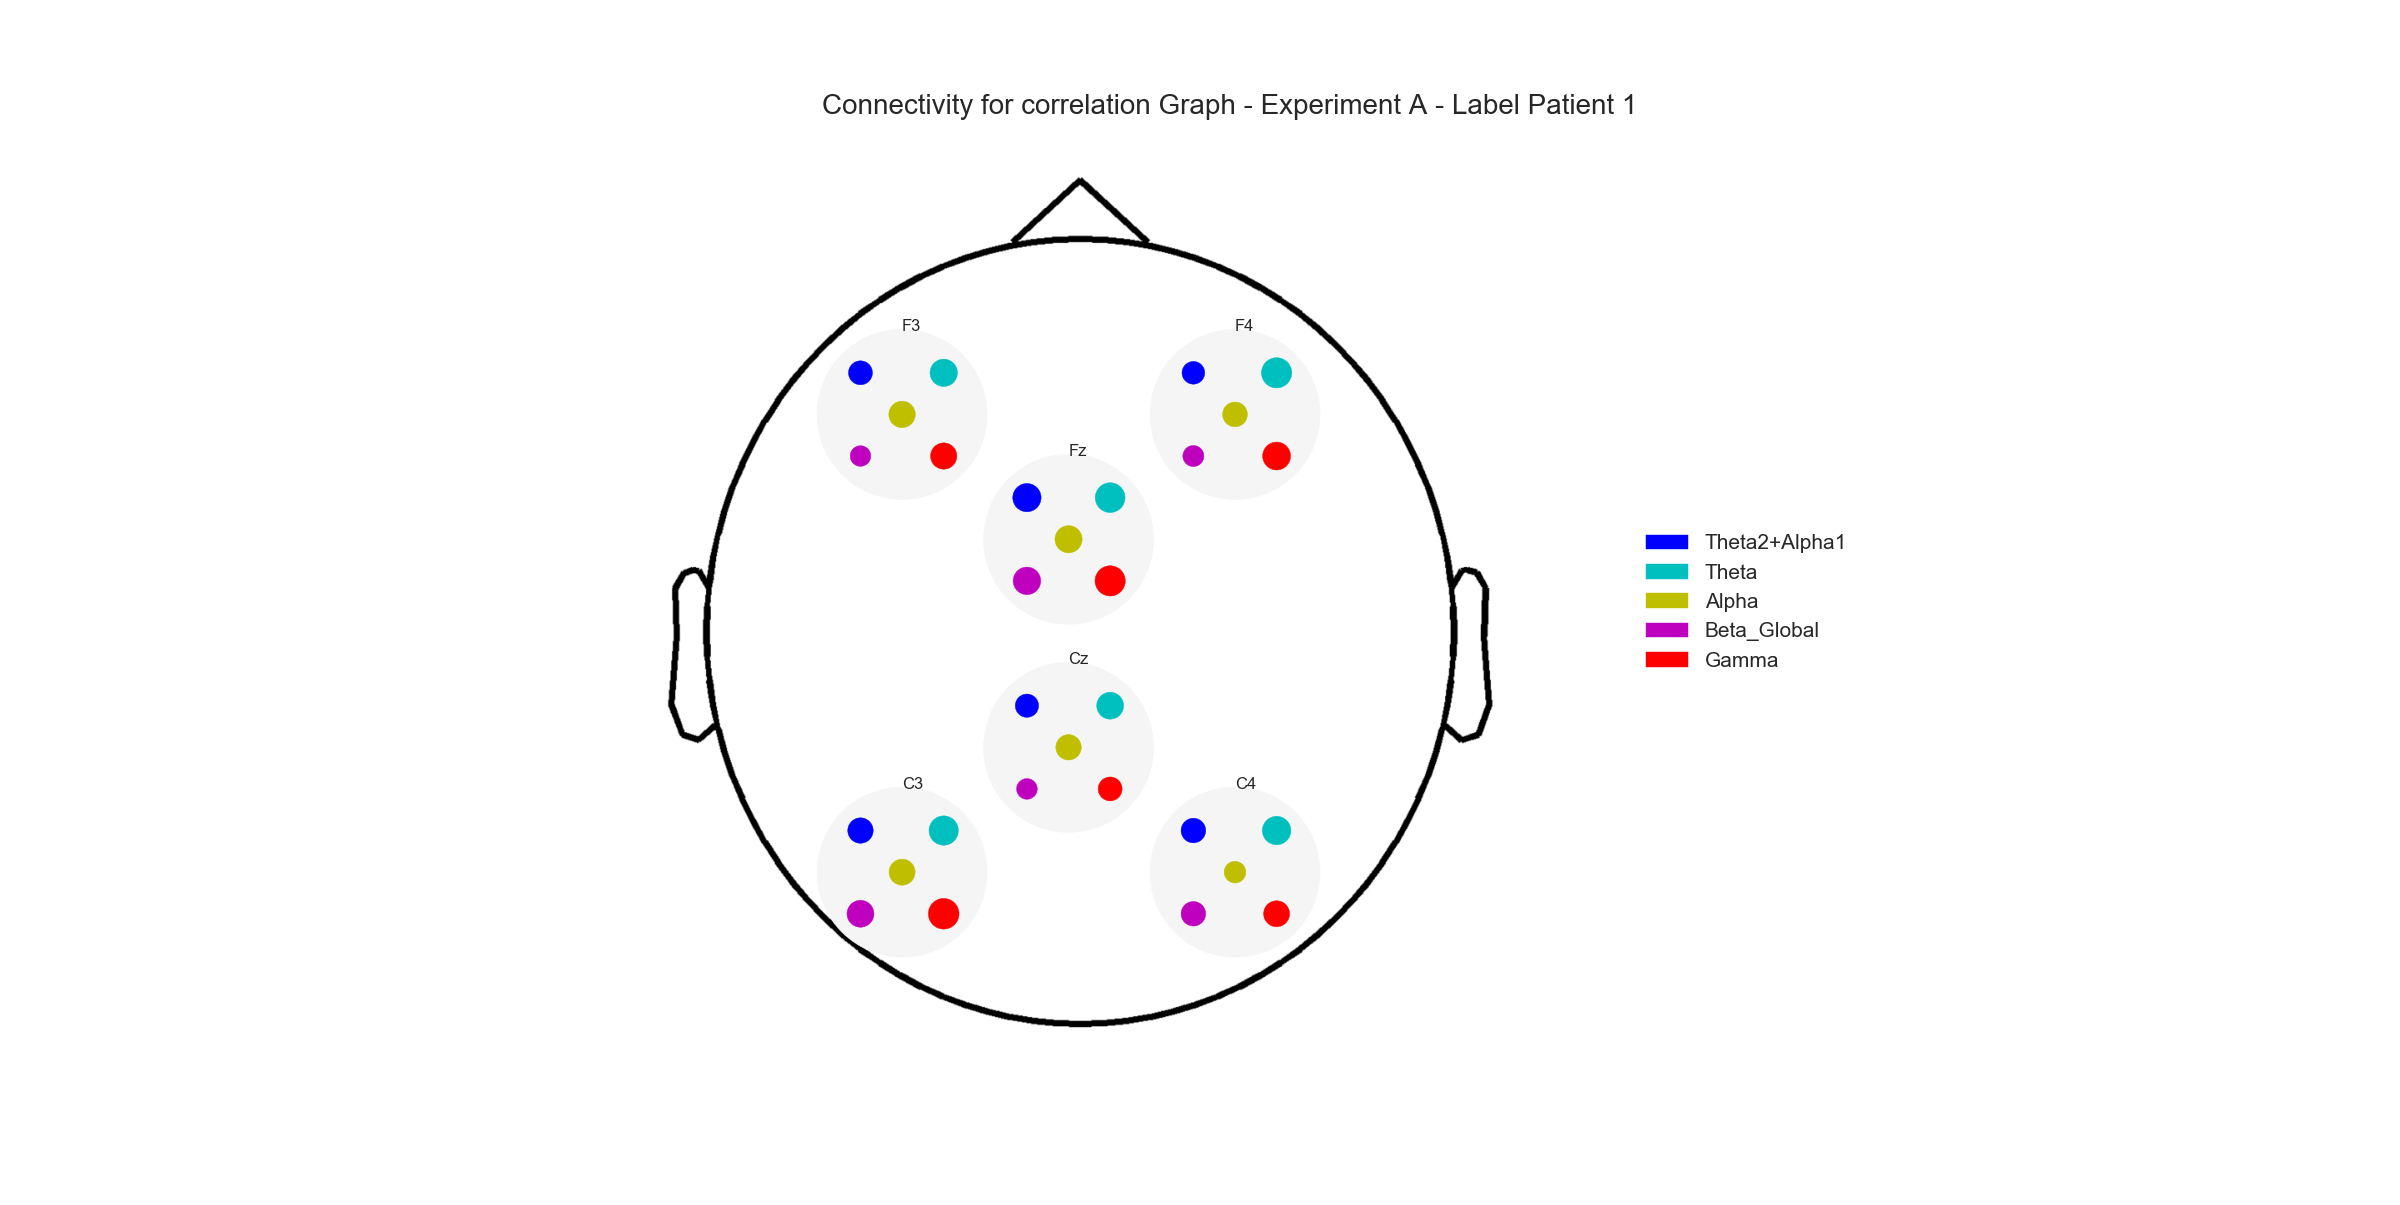 Connectivity for correlation Graph - Experiment A - Label Patient 1
F3
F4
Fz
Cz
C3
C4
Theta2+Alpha1
Theta
Alpha
Beta_Global
Gamma